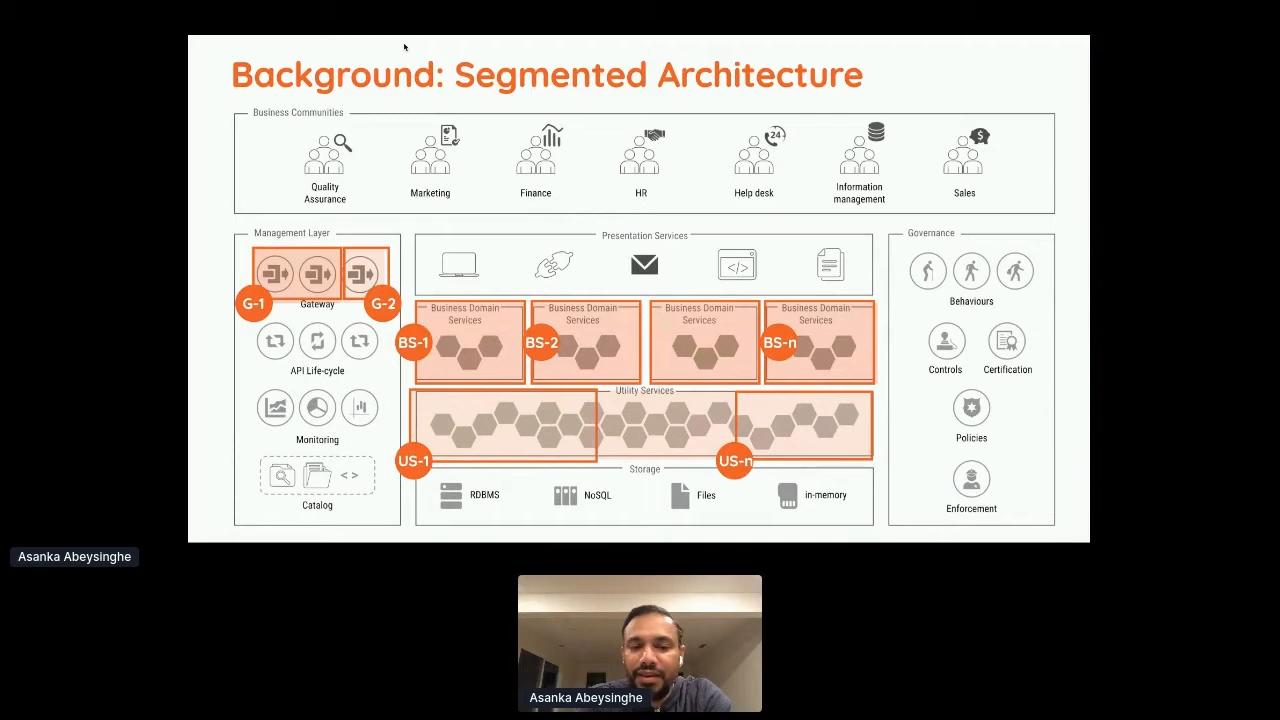 Background: Segmented Architecture
Business Communities
24
$
Quality
Assurance
Marketing
Finance
HR
Help desk
Information
management
Sales
Management Layer
G-1
G-2
Gateway
API Life-cycle
Monitoring
< >
Catalog
Presentation Services
</>
Business Domain
Services
Business Domain
Services
Business Domain
Services
Business Domain
Services
BS-1
BS-2
BS-n
Utility Services
US-1
US-n
Storage
RDBMS
NoSQL
Files
in-memory
Governance
Behaviours
Controls
Certification
Policies
Enforcement
Asanka Abeysinghe
Asanka Abeysinghe